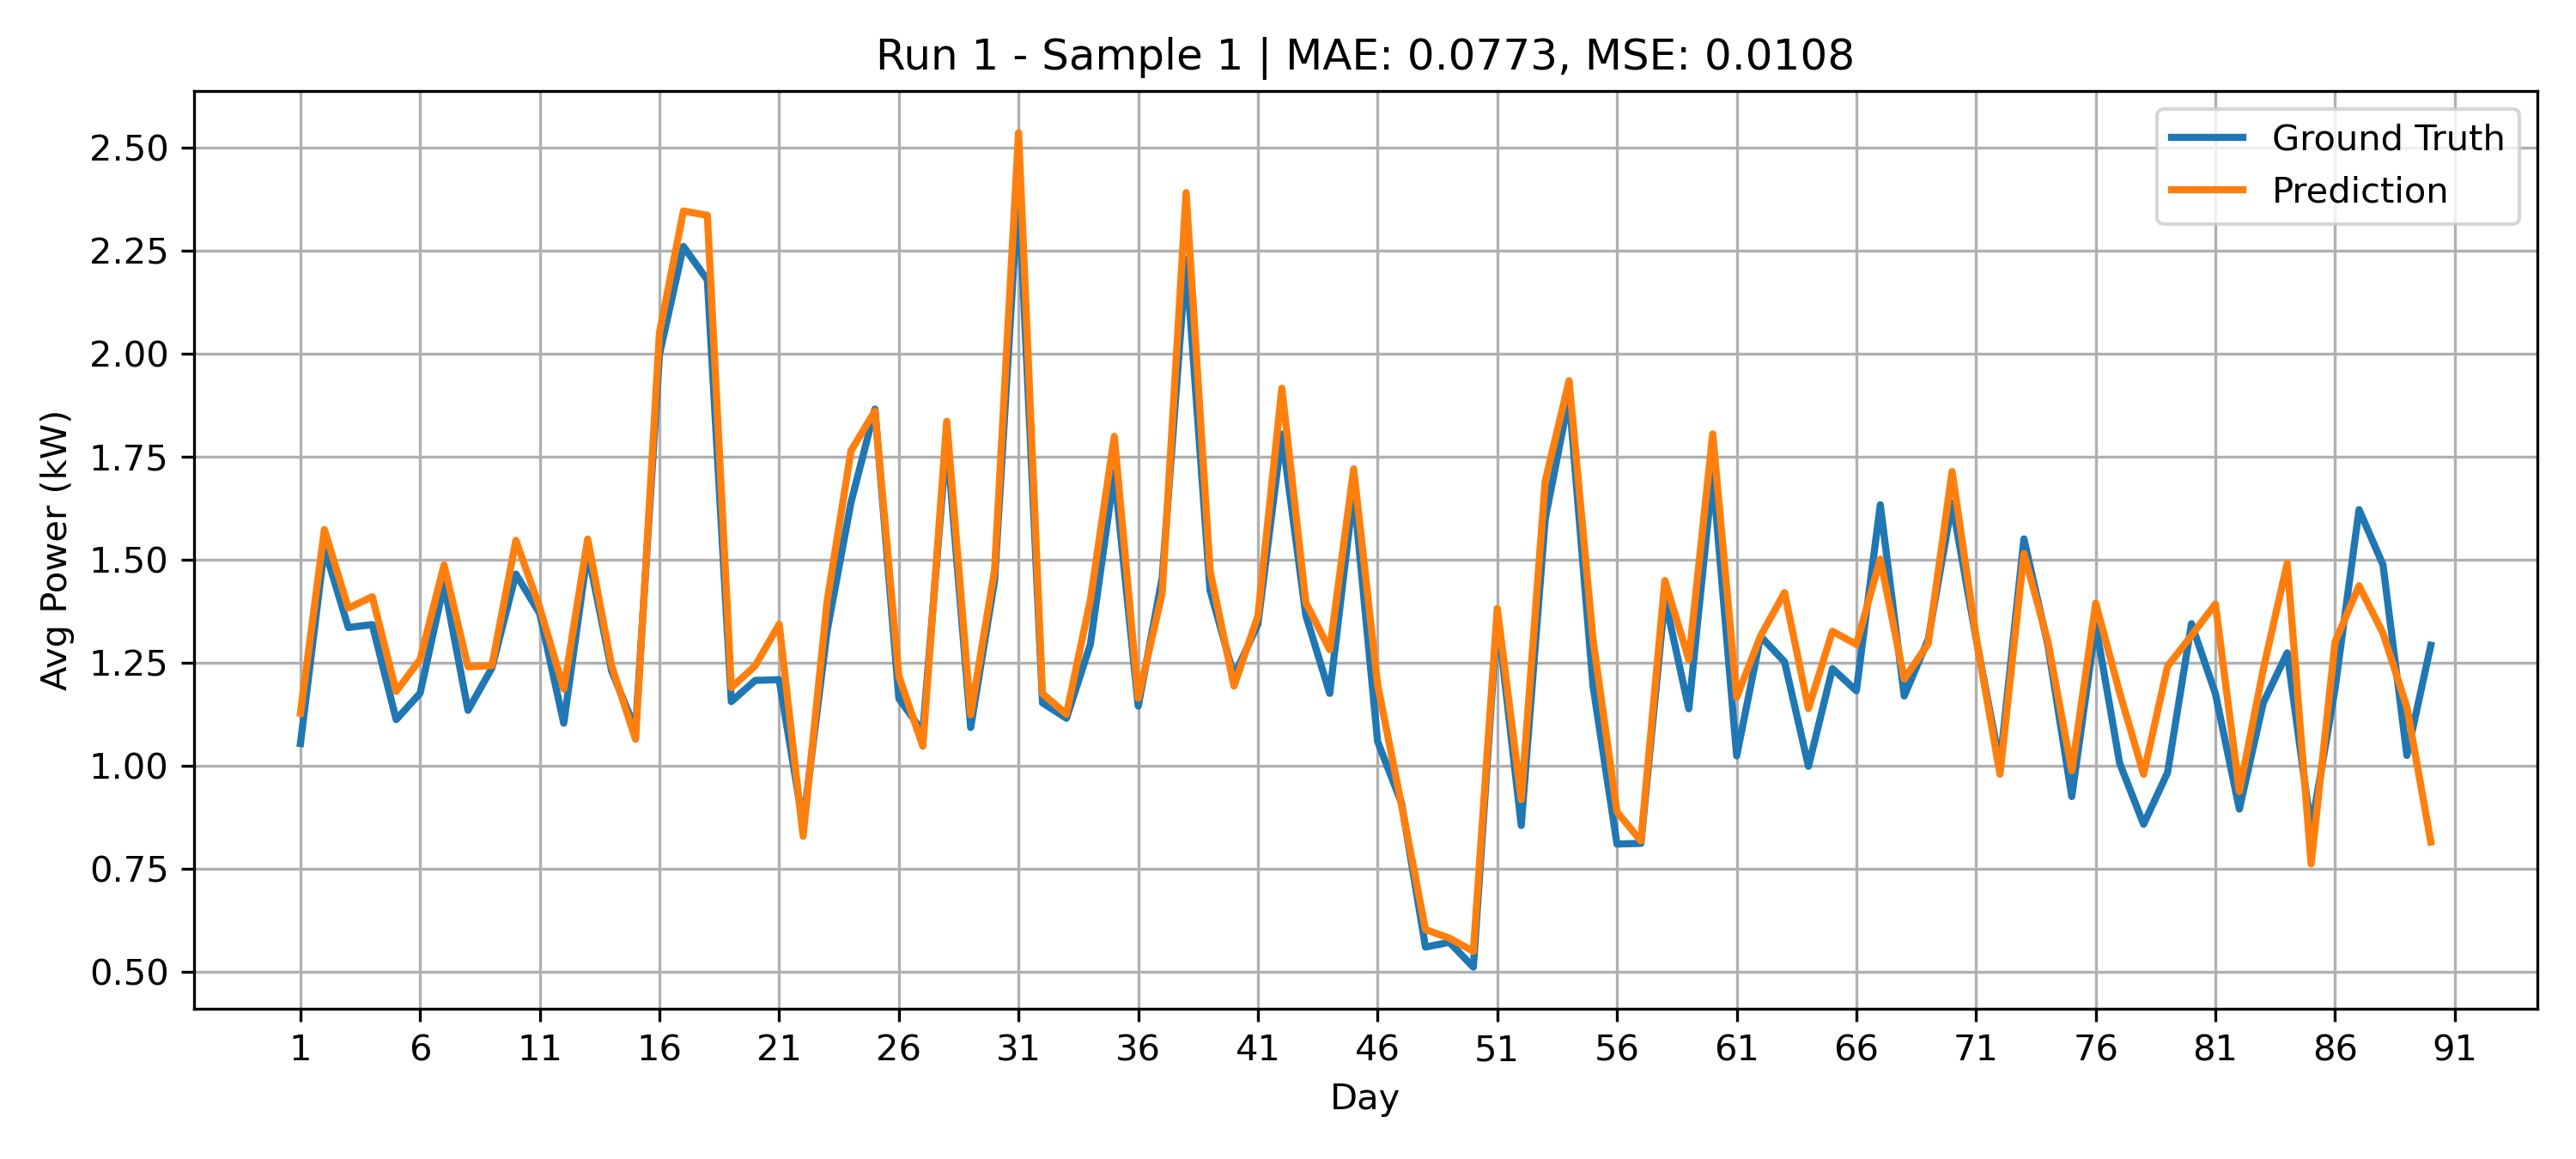 Run 1 - Sample 1 | MAE: 0.0773, MSE: 0.0108
Ground Truth
Prediction
Avg Power (kW)
2.50
2.25
2.00
1.75
1.50
1.25
1.00
0.75
0.50
1 6 11 16 21 26 31 36 41 46 51 56 61 66 71 76 81 86 91
Day